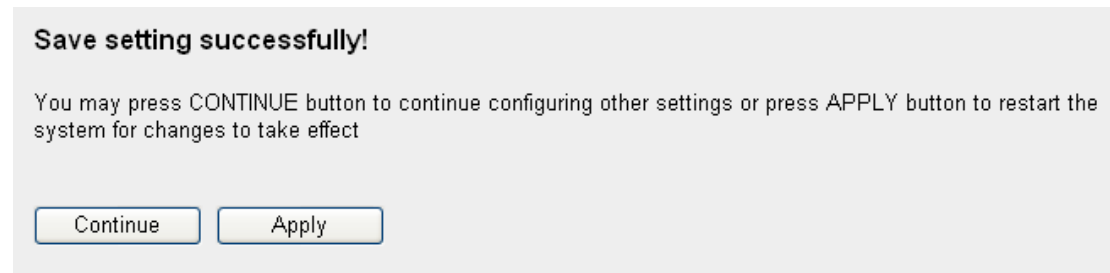 Save setting successfully!
You may press CONTINUE button to continue configuring other settings or press APPLY button to restart the
system for changes to take effect
Continue
Apply